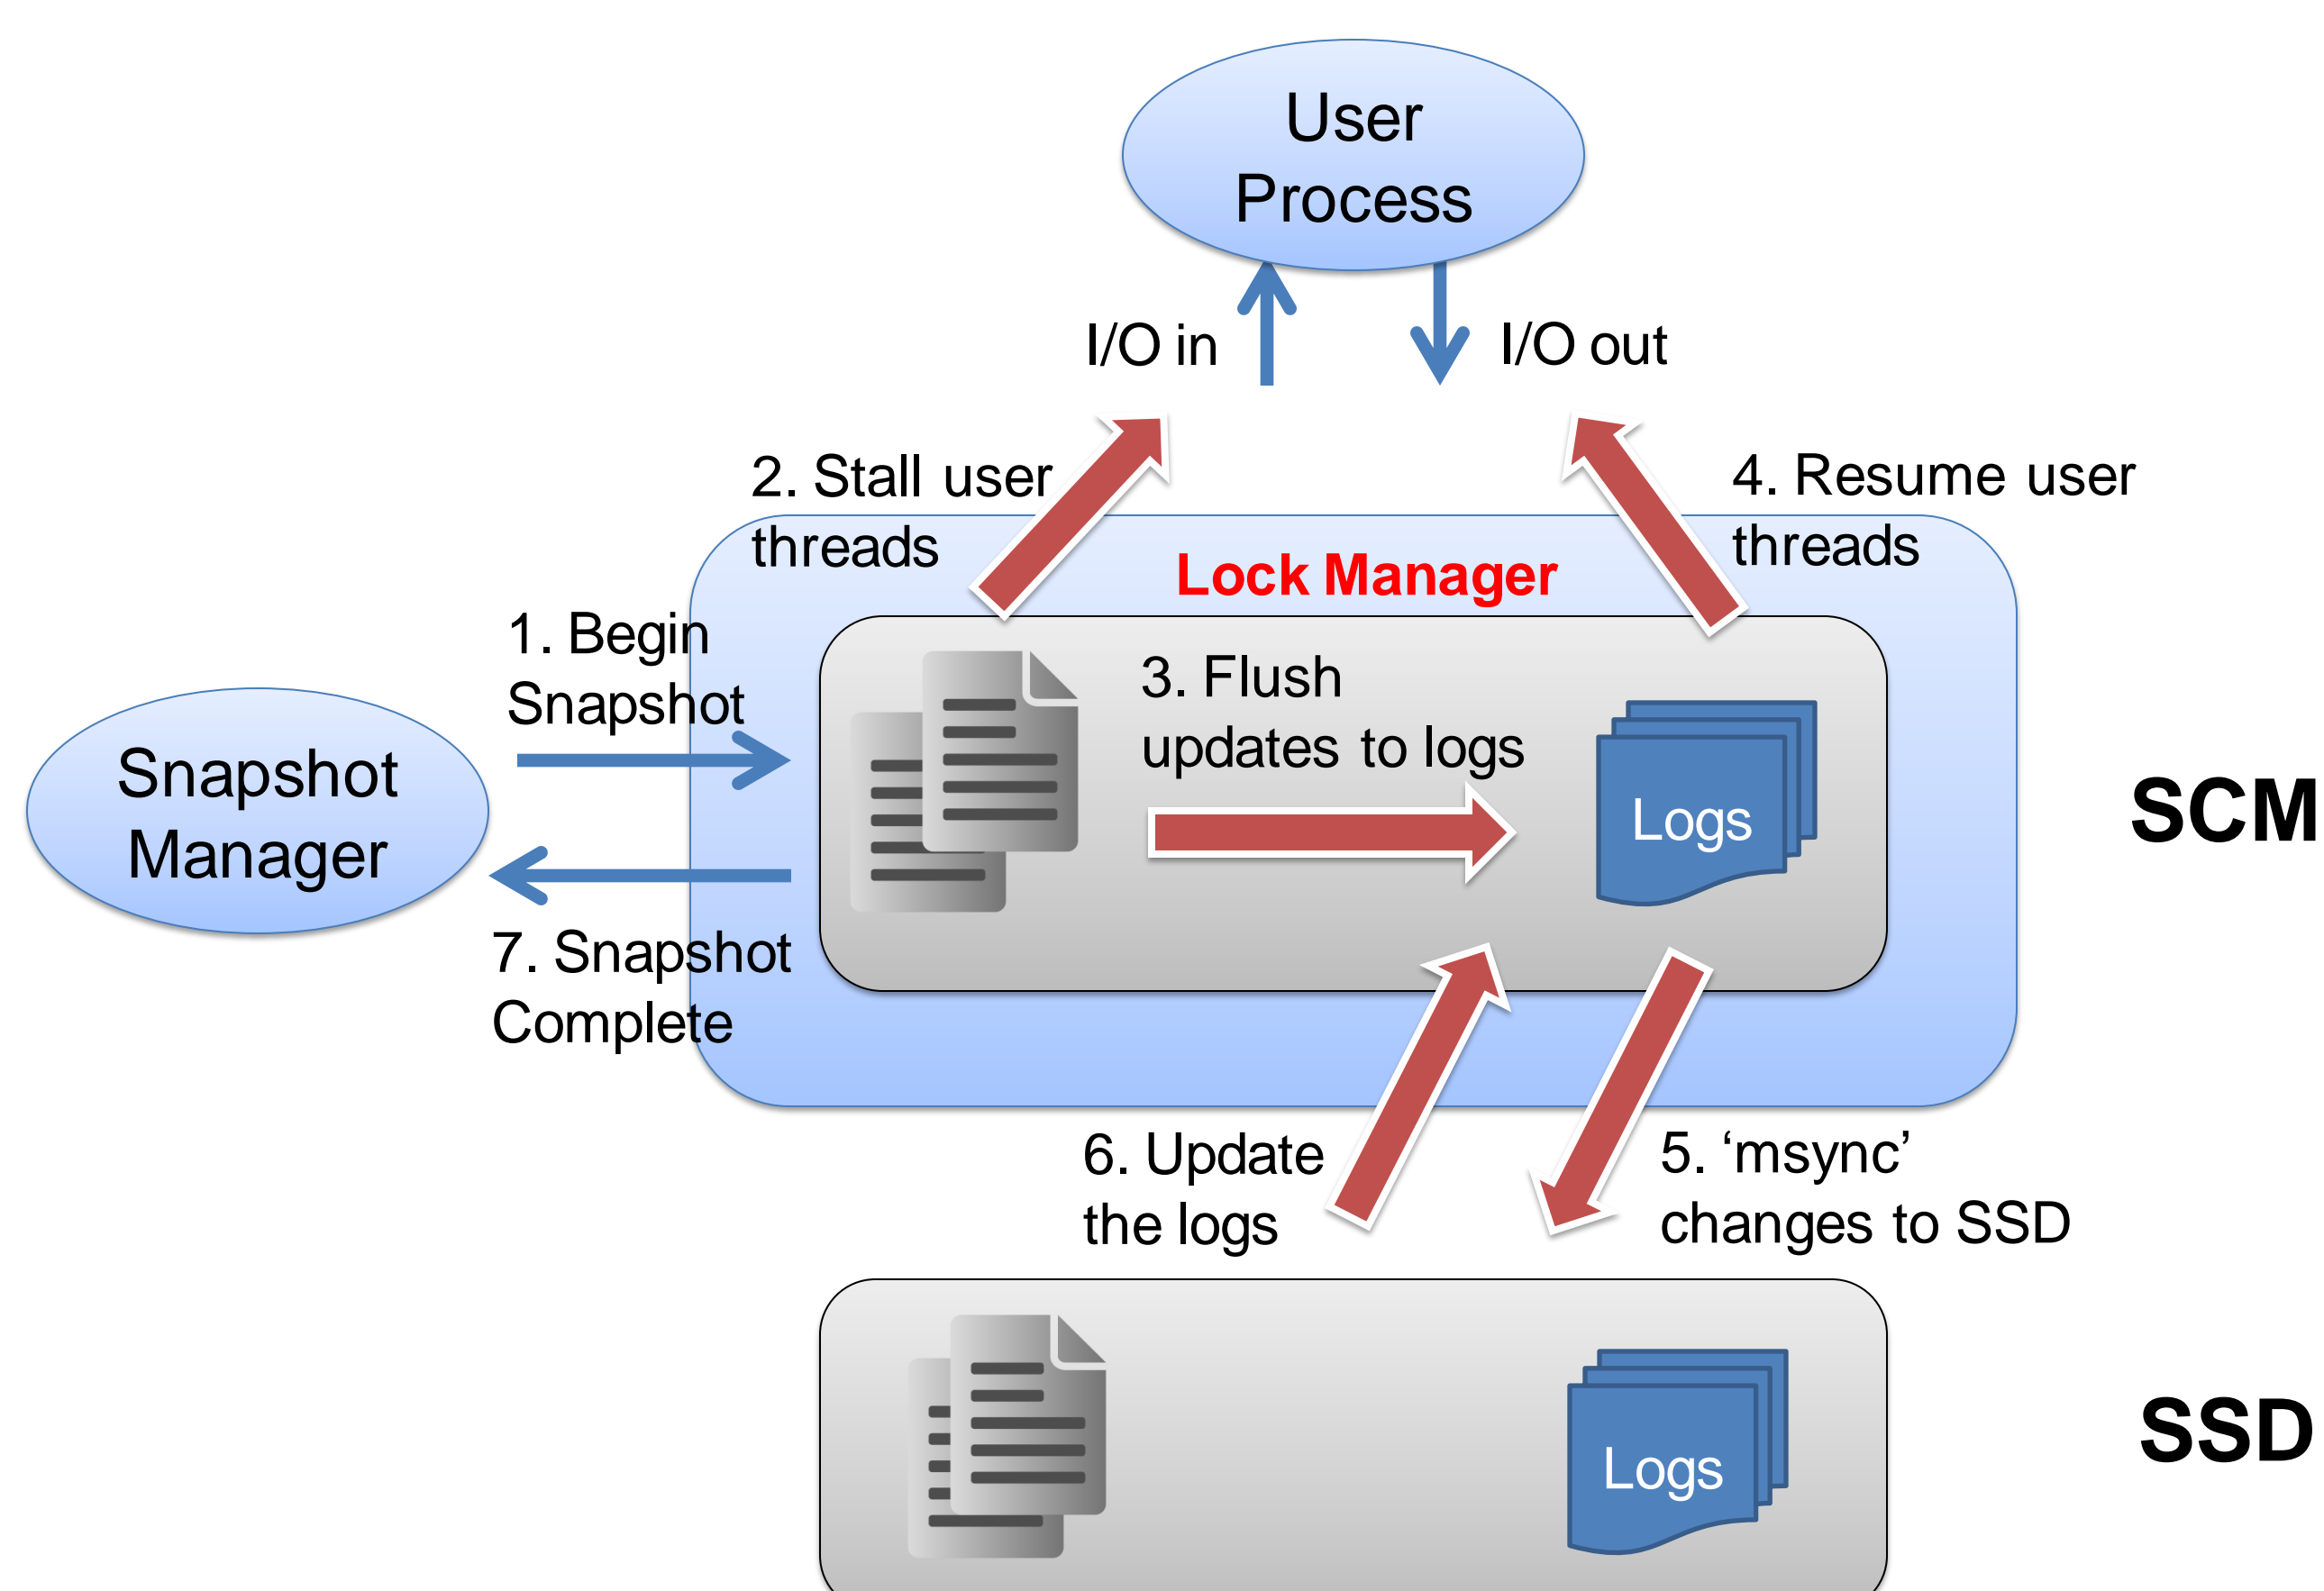 User
Process
I/O in
I/O out
2. Stall user
threads
4. Resume user
threads
Lock Manager
1. Begin
Snapshot
3. Flush
updates to logs
Snapshot
Manager
Logs
SCM
7. Snapshot
Complete
6. Update
the logs
5. ‘msync’
changes to SSD
Logs
SSD